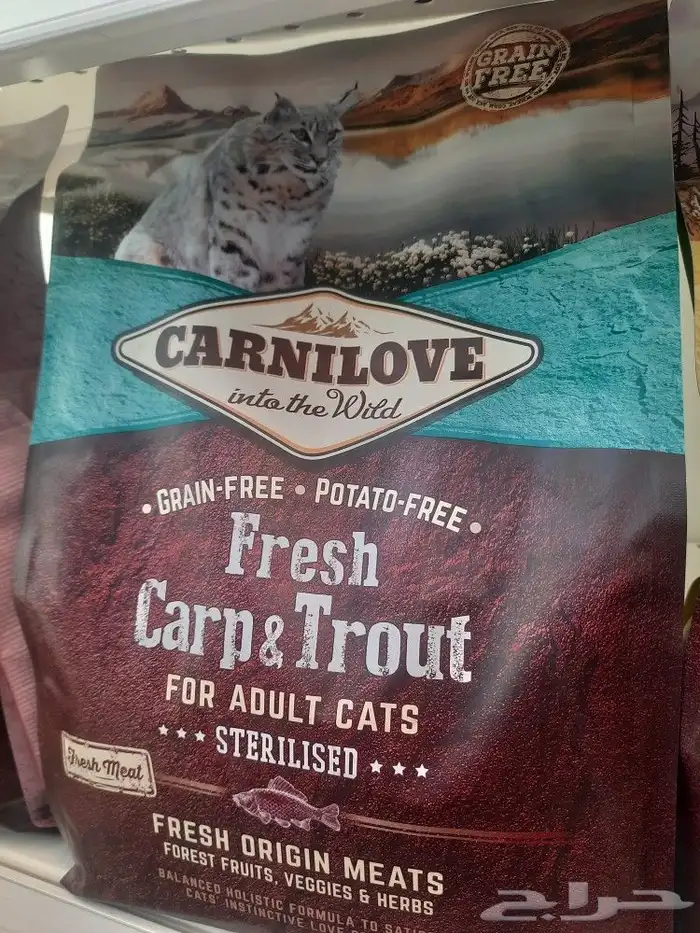 GRAIN
FREE
CARNILOVE
into the Wild
• GRAIN-FREE • POTATO-FREE •
Fresh
Carp & Trout
FOR ADULT CATS
STERILISED
Fresh Meat
FRESH ORIGIN MEATS
FOREST FRUITS, VEGGIES & HERBS
BALANCED HOLISTIC FORMULA TO
CATS' INSTINCTIVE LOVE
حراج